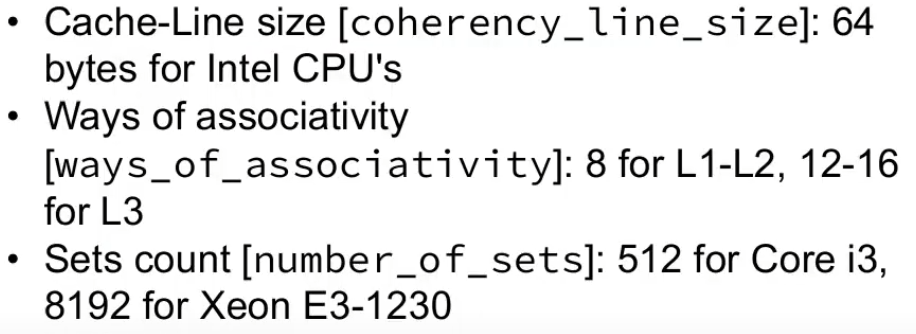 • Cache-Line size [coherency_line_size]: 64
bytes for Intel CPU's
• Ways of associativity
[ways_of_associativity]: 8 for L1-L2, 12-16
for L3
• Sets count [number_of_sets]: 512 for Core i3,
8192 for Xeon E3-1230